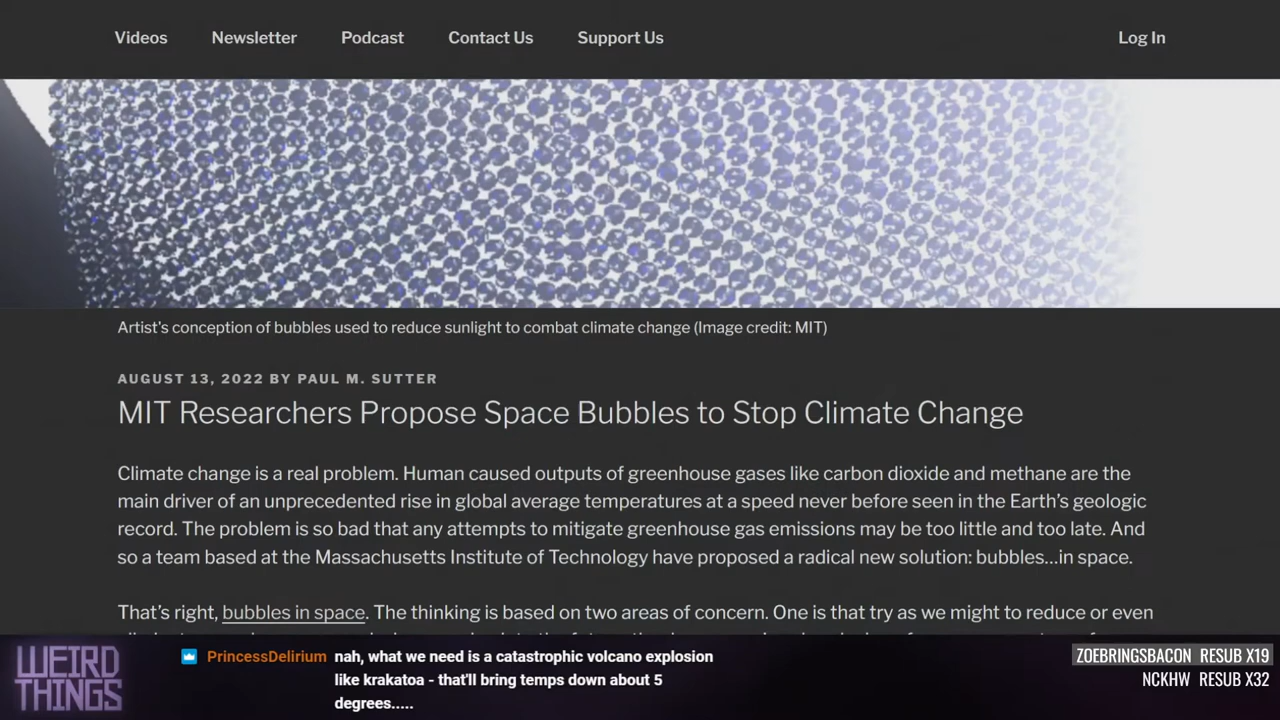 Videos Newsletter Podcast Contact Us Support Us Log In
Artist's conception of bubbles used to reduce sunlight to combat climate change (Image credit: MIT)
AUGUST 13, 2022 BY PAUL M. SUTTER
MIT Researchers Propose Space Bubbles to Stop Climate Change
Climate change is a real problem. Human caused outputs of greenhouse gases like carbon dioxide and methane are the
main driver of an unprecedented rise in global average temperatures at a speed never before seen in the Earth's geologic
record. The problem is so bad that any attempts to mitigate greenhouse gas emissions may be too little and too late. And
so a team based at the Massachusetts Institute of Technology have proposed a radical new solution: bubbles…in space.
That's right, bubbles in space. The thinking is based on two areas of concern. One is that try as we might to reduce or even
WEIRD
THINGS
PrincessDelirium nah, what we need is a catastrophic volcano explosion
like krakatoa - that'll bring temps down about 5
degrees.....
ZOEBRINGSBACON RESUB X19
NCKHW RESUB X32